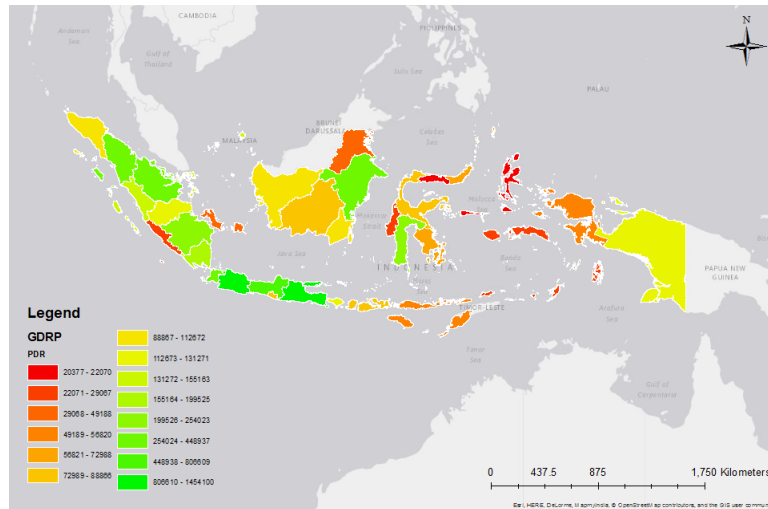 CAMBODIA
Andaman
Sea
Gulf of
Thailand
PHILIPPINES
Sulu Sea
N
PALAU
BRUNEI
DARUSSALA
MALAYSIA
Celebes
Sea
Molucca
Sea
Java Sea
Banda
Sea
INDONESIA
PAPUA NEW
GUINEA
TIMOR-LESTE
Arafura
Sea
Timor
Sea
Gulf of
Carpentaria
Legend
GDRP
PDR
20377 - 22070
22071 - 29067
29068 - 49188
49189 - 56820
56821 - 72988
72989 - 88866
88867 - 112672
112673 - 131271
131272 - 155163
155164 - 199525
199526 - 254023
254024 - 448937
448938 - 806609
806610 - 1454100
0 437.5 875 1,750 Kilometers
Esri, HERE, DeLorme, MapmyIndia, © OpenStreetMap contributors, and the GIS user commun